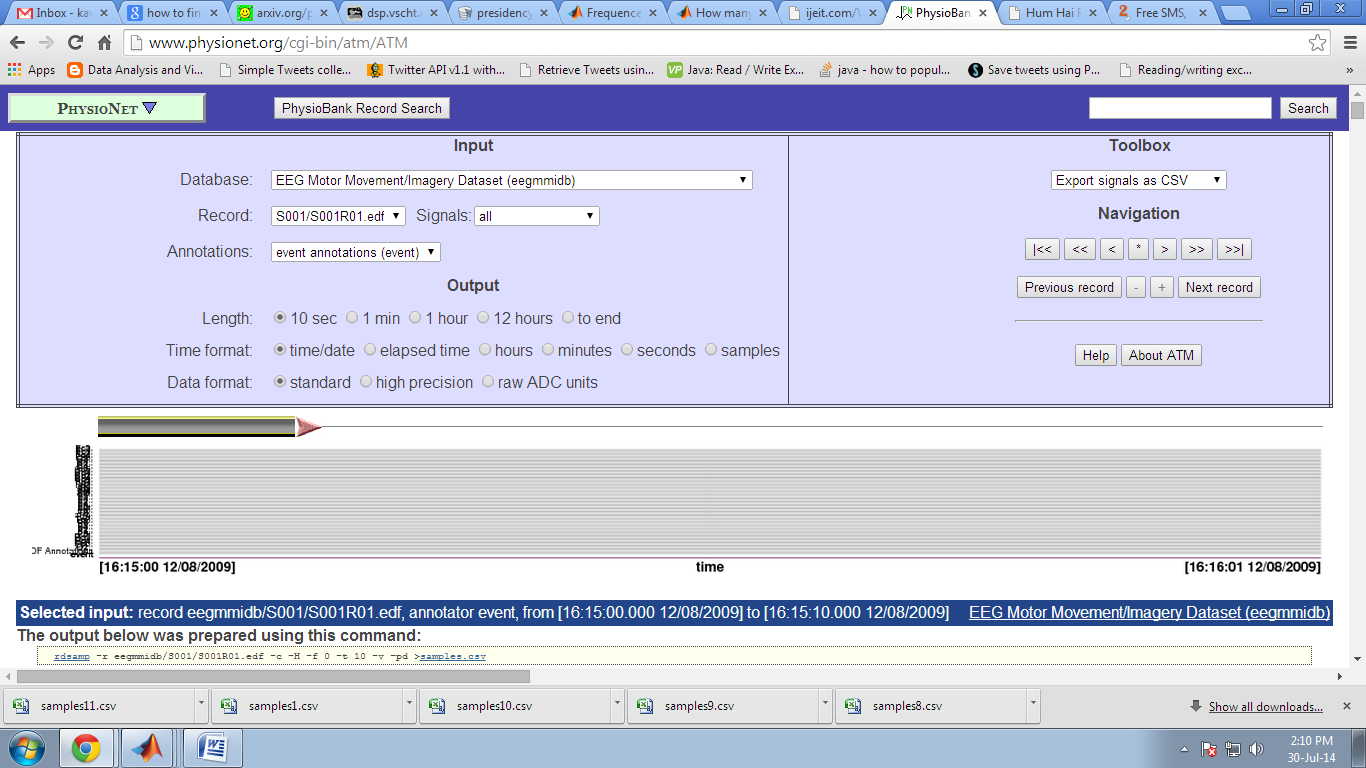 Inbox - ka
how to fin
arxiv.org/p
dsp.vscht.
presidency
Frequence
How many
ijeit.com/
PhysioBan
Hum Hai
Free SMS,
www.physionet.org/cgi-bin/atm/ATM
Apps Data Analysis and Vi... Simple Tweets colle... Twitter API v1.1 with... Retrieve Tweets usin... Java: Read / Write Ex... java - how to popul... Save tweets using P... Reading/writing exc... »
PHYSIONET PhysioBank Record Search Search
Input
Database: EEG Motor Movement/Imagery Dataset (eegmmidb)
Record: S001/S001R01.edf Signals: all
Annotations: event annotations (event)
Output
Length: 10 sec 1 min 1 hour 12 hours to end
Time format: time/date elapsed time hours minutes seconds samples
Data format: standard high precision raw ADC units
Toolbox
Export signals as CSV
Navigation
|<< << < * > >> >>|
Previous record - + Next record
Help About ATM
DF Annotations
event
[16:15:00 12/08/2009] time [16:16:01 12/08/2009]
Selected input: record eegmmidb/S001/S001R01.edf, annotator event, from [16:15:00.000 12/08/2009] to [16:15:10.000 12/08/2009] EEG Motor Movement/Imagery Dataset (eegmmidb)
The output below was prepared using this command:
rdsamp -r eegmmidb/S001/S001R01.edf -c -H -f 0 -t 10 -v -pd >samples.csv
samples11.csv samples1.csv samples10.csv samples9.csv samples8.csv Show all downloads...
2:10 PM
30-Jul-14